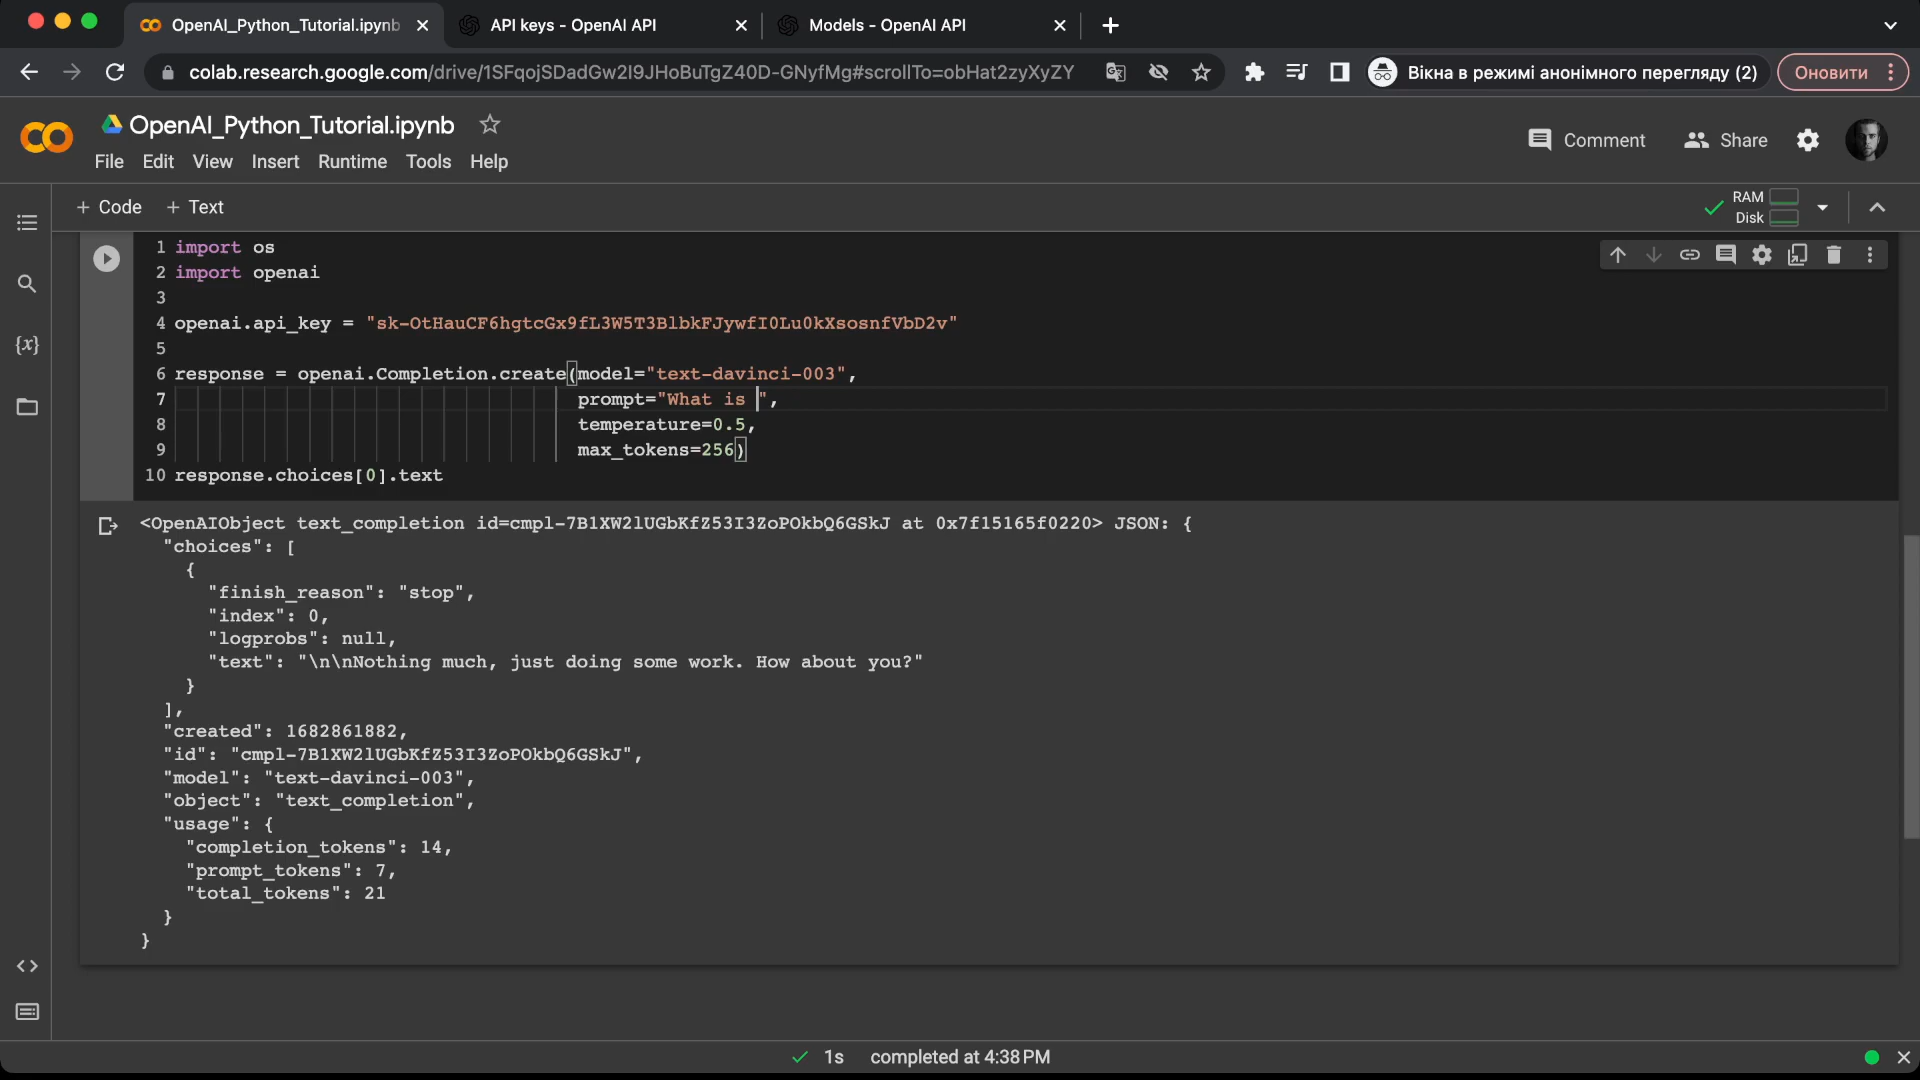 OpenAI_Python_Tutorial.ipynb
API keys - OpenAI API
Models - OpenAI API
colab.research.google.com/drive/1SFqojSDadGw2I9JHoBuTgZ40D-GNyfMg#scrollTo=obHat2zyXyZY
Вікна в режимі анонімного перегляду (2)
Оновити
OpenAI_Python_Tutorial.ipynb
Comment
Share
File Edit View Insert Runtime Tools Help
+ Code + Text
RAM
Disk
1 import os
2 import openai
3
4 openai.api_key = "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"
5
6 response = openai.Completion.create(model="text-davinci-003",
7 prompt="What is ",
8 temperature=0.5,
9 max_tokens=256)
10 response.choices[0].text
<OpenAIObject text_completion id=cmpl-7B1XW2lUGbKfZ53I3ZoPOkbQ6GSkJ at 0x7f15165f0220> JSON: {
"choices": [
{
"finish_reason": "stop",
"index": 0,
"logprobs": null,
"text": "\n\nNothing much, just doing some work. How about you?"
}
],
"created": 1682861882,
"id": "cmpl-7B1XW2lUGbKfZ53I3ZoPOkbQ6GSkJ",
"model": "text-davinci-003",
"object": "text_completion",
"usage": {
"completion_tokens": 14,
"prompt_tokens": 7,
"total_tokens": 21
}
}
1s completed at 4:38 PM